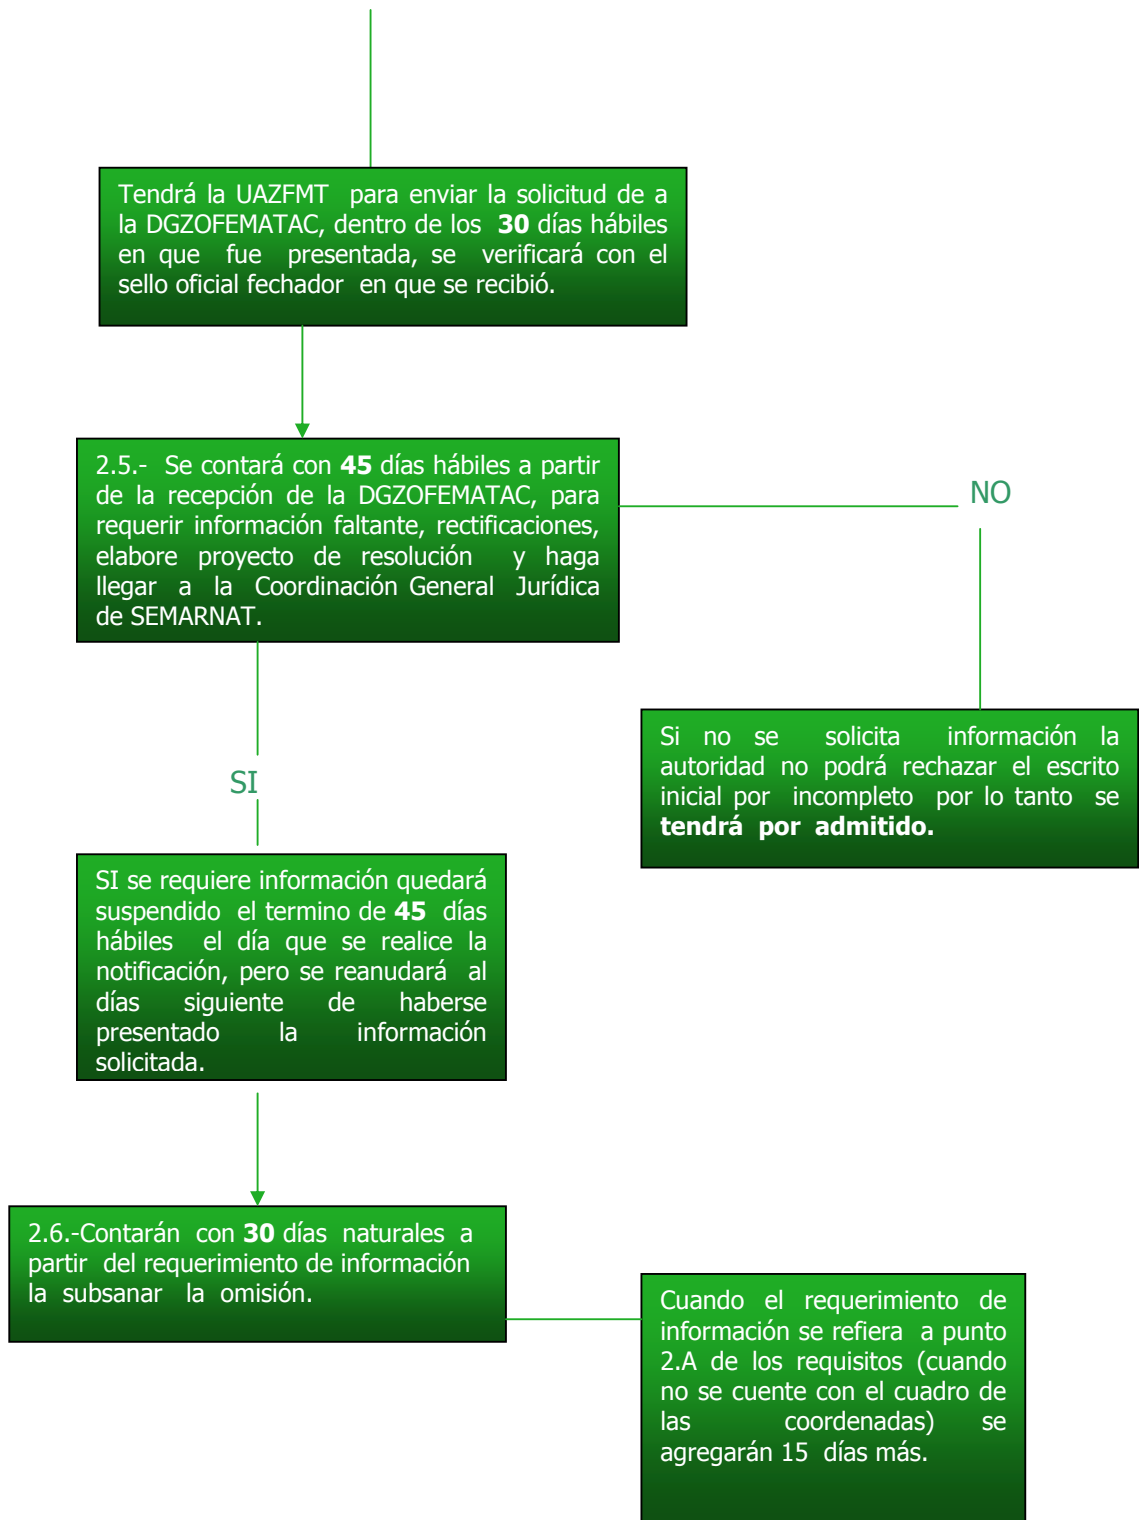 Tendrá la UAZFMT para enviar la solicitud de a
la DGZOFEMATAC, dentro de los 30 días hábiles
en que fue presentada, se verificará con el
sello oficial fechador en que se recibió.
2.5.- Se contará con 45 días hábiles a partir
de la recepción de la DGZOFEMATAC, para
requerir información faltante, rectificaciones,
elabore proyecto de resolución y haga
llegar a la Coordinación General Jurídica
de SEMARNAT.
NO
Si no se solicita información la
autoridad no podrá rechazar el escrito
inicial por incompleto por lo tanto se
tendrá por admitido.
SI
SI se requiere información quedará
suspendido el termino de 45 días
hábiles el día que se realice la
notificación, pero se reanudará al
días siguiente de haberse
presentado la información
solicitada.
2.6.-Contarán con 30 días naturales a
partir del requerimiento de información
la subsanar la omisión.
Cuando el requerimiento de
información se refiera a punto
2.A de los requisitos (cuando
no se cuente con el cuadro de
las coordenadas) se
agregarán 15 días más.